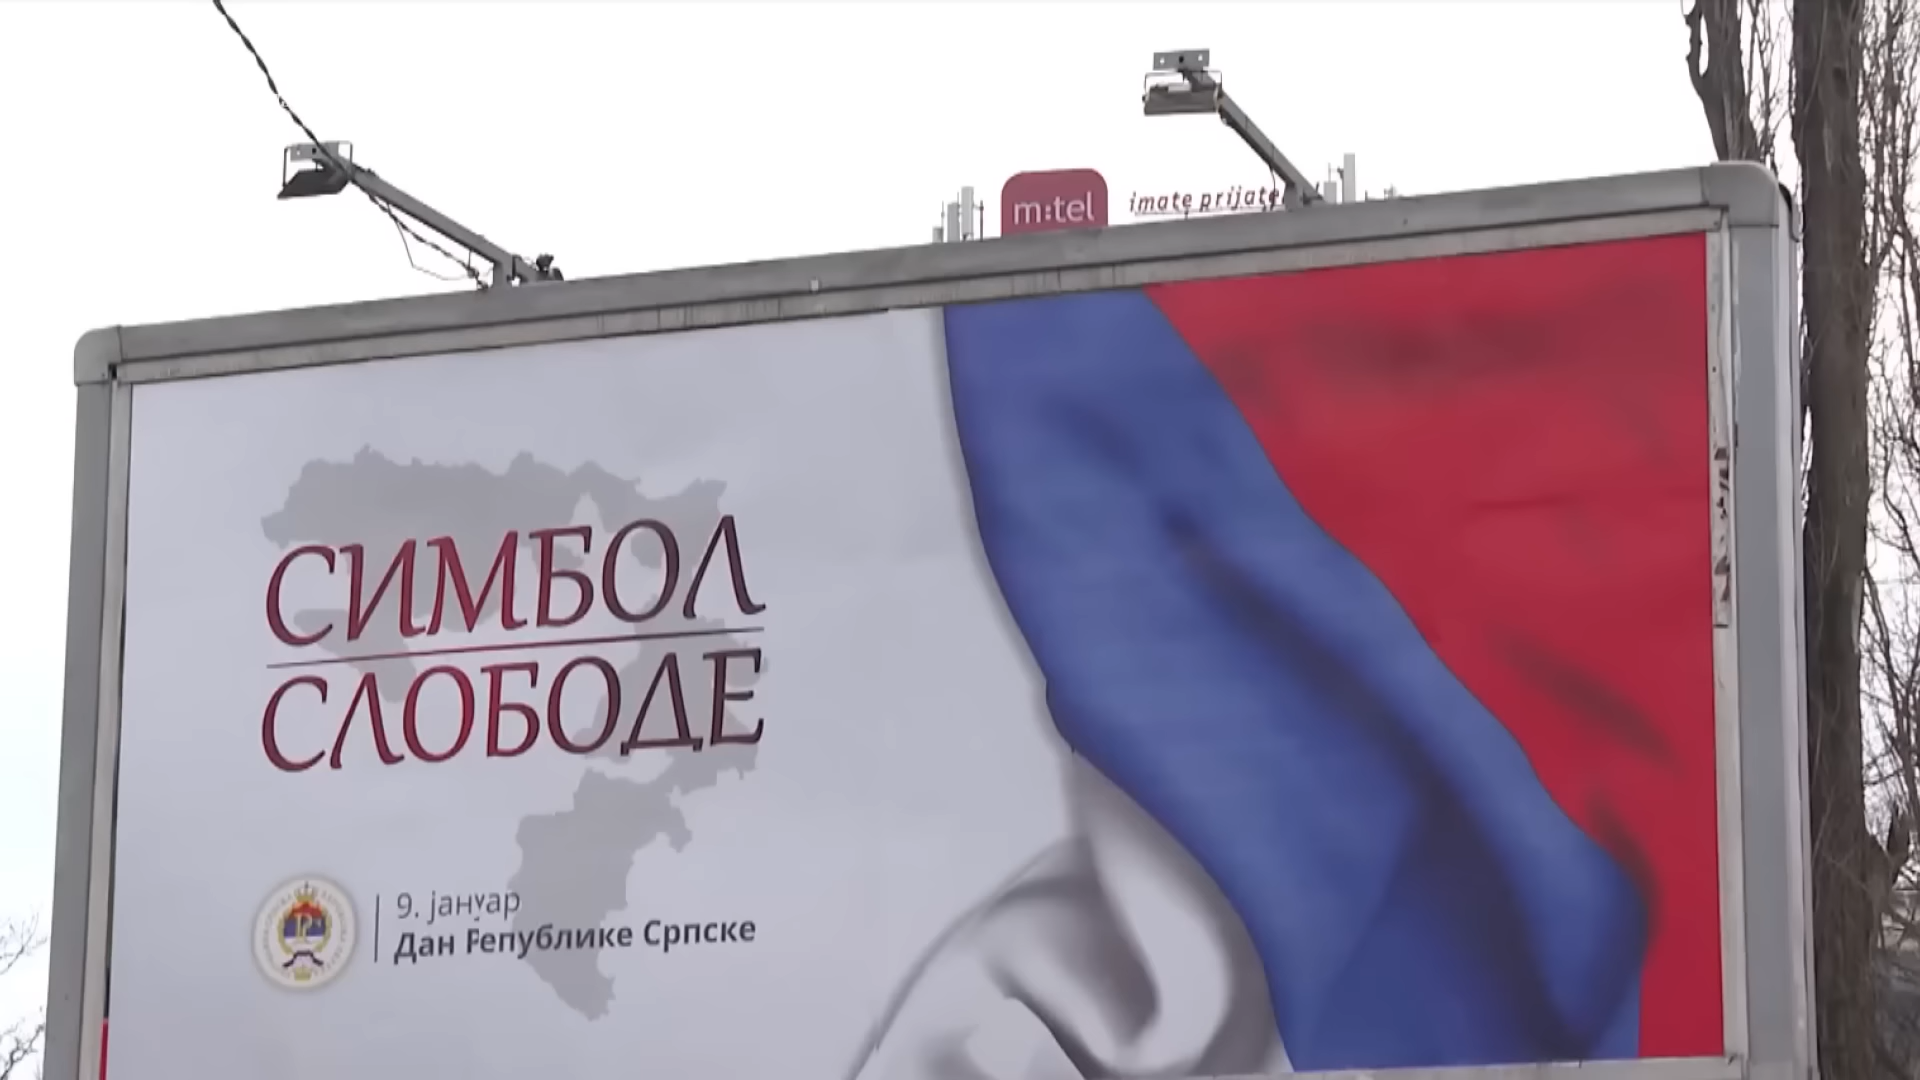 m:tel
imate prijate
СИМБОЛ
СЛОБОДЕ
9. јануар
Дан Републике Српске